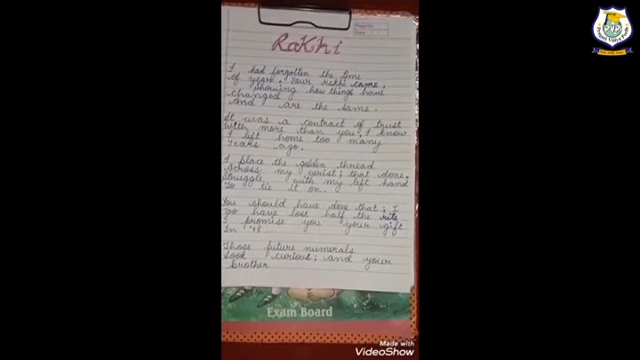 Rakhi
I had forgotten the time
of year. Your rakhi came,
showing how things have
changed
And are the same.
It was a contract of trust
With more than you, I know
I left home too many
Years ago.
I place the golden thread
Across my wrist; that done,
struggle with my left hand
To tie it on.
You should have done that; I
Too have lost half the rite
I promise you your gift
In '98.
Those future numerals
Look curious; and your
brother
Exam Board
Made with
VideoShow